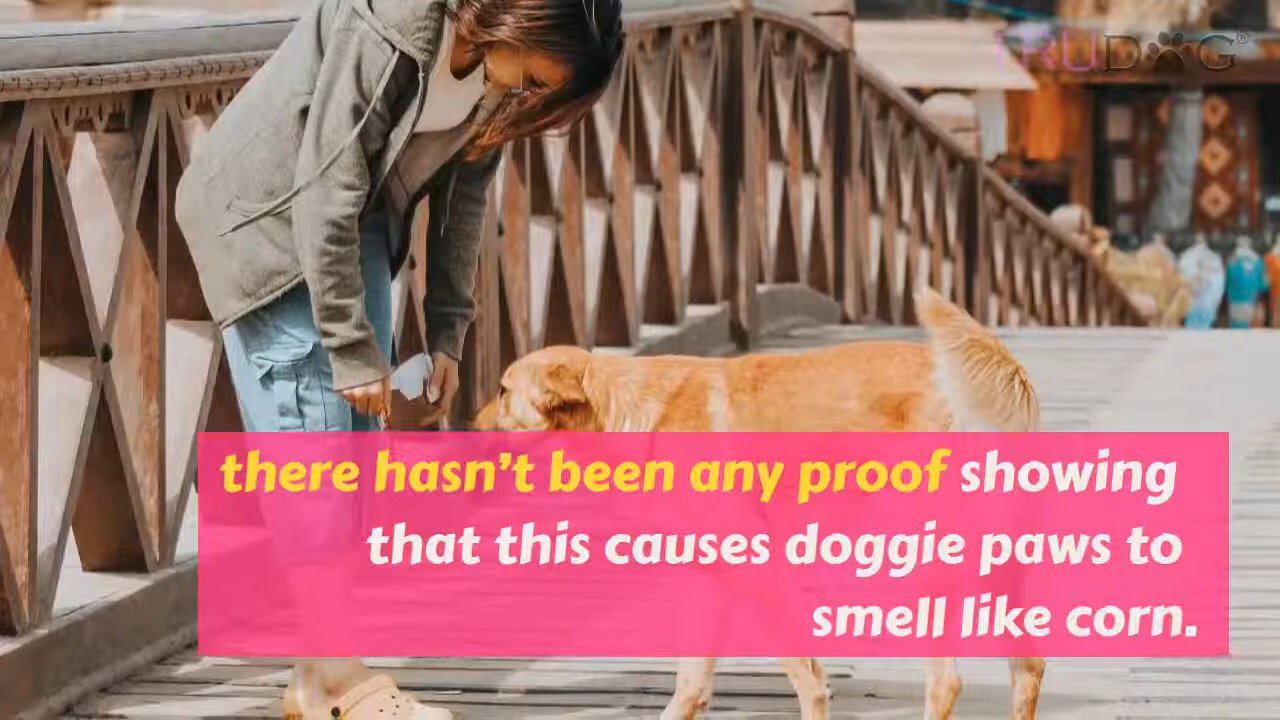 TRUDOG®
there hasn't been any proof showing
that this causes doggie paws to
smell like corn.